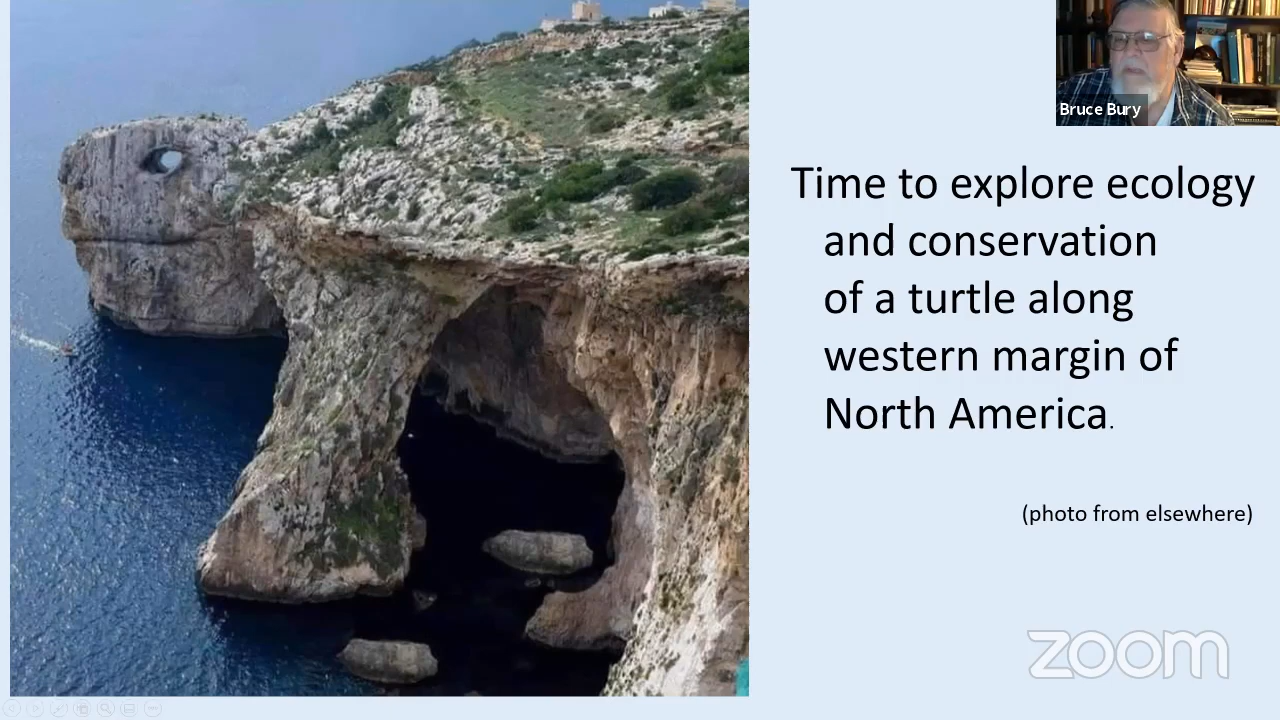 Bruce Bury
Time to explore ecology
and conservation
of a turtle along
western margin of
North America.
(photo from elsewhere)
zoom